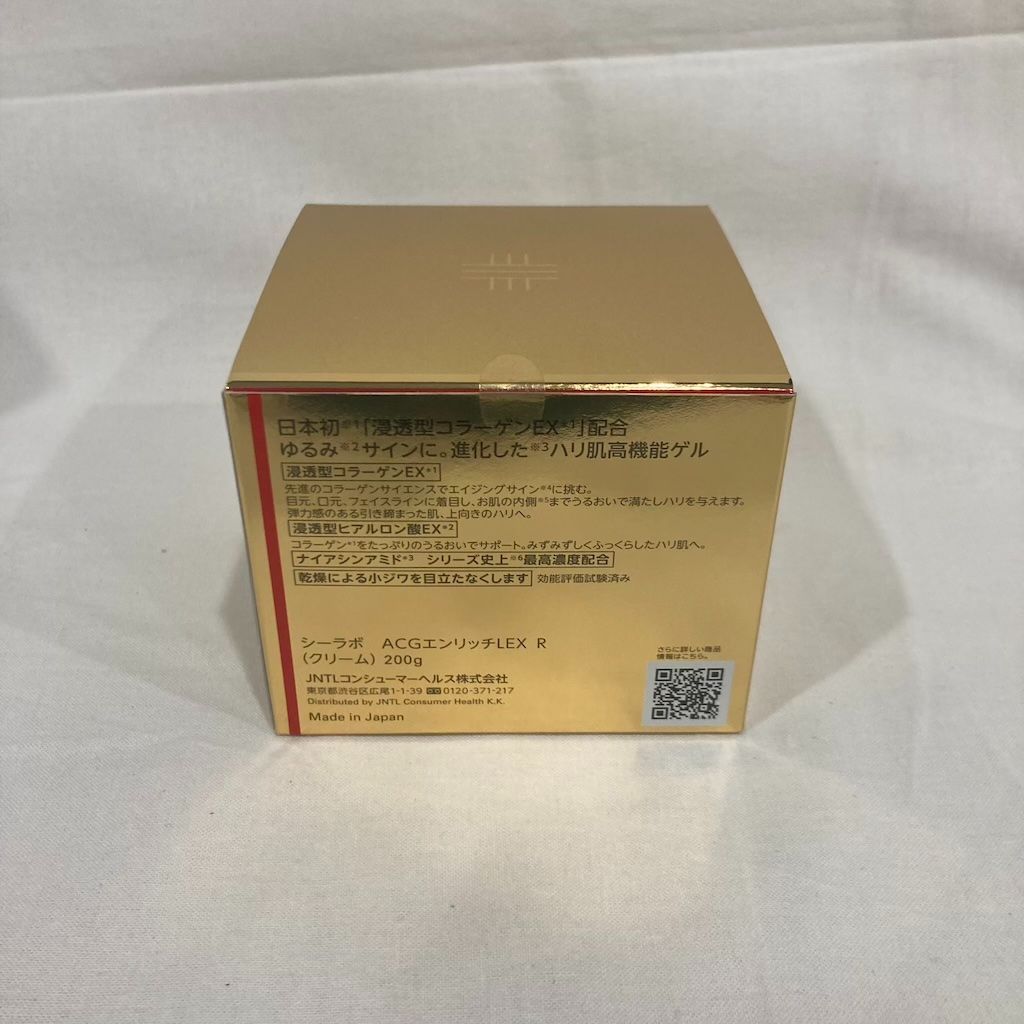 日本初※1「浸透型コラーゲンEX*1」配合
ゆるみ※2サインに。進化した※3ハリ肌高機能ゲル
浸透型コラーゲンEX*1
先進のコラーゲンサイエンスでエイジングサイン※4に挑む。
目元、口元、フェイスラインに着目し、お肌の内側※5までうるおいで満たしハリを与えます。
弾力感のある引き締まった肌、上向きのハリへ。
浸透型ヒアルロン酸EX*2
コラーゲン*1をたっぷりのうるおいでサポート。みずみずしくふっくらしたハリ肌へ。
ナイアシンアミド*3 シリーズ史上※6最高濃度配合
乾燥による小ジワを目立たなくします 効能評価試験済み
シーラボ ACGエンリッチLEX R
（クリーム）200g
JNTLコンシューマーヘルス株式会社
東京都渋谷区広尾1-1-39 0120-371-217
Distributed by JNTL Consumer Health K.K.
Made in Japan
さらに詳しい商品
情報はこちら。